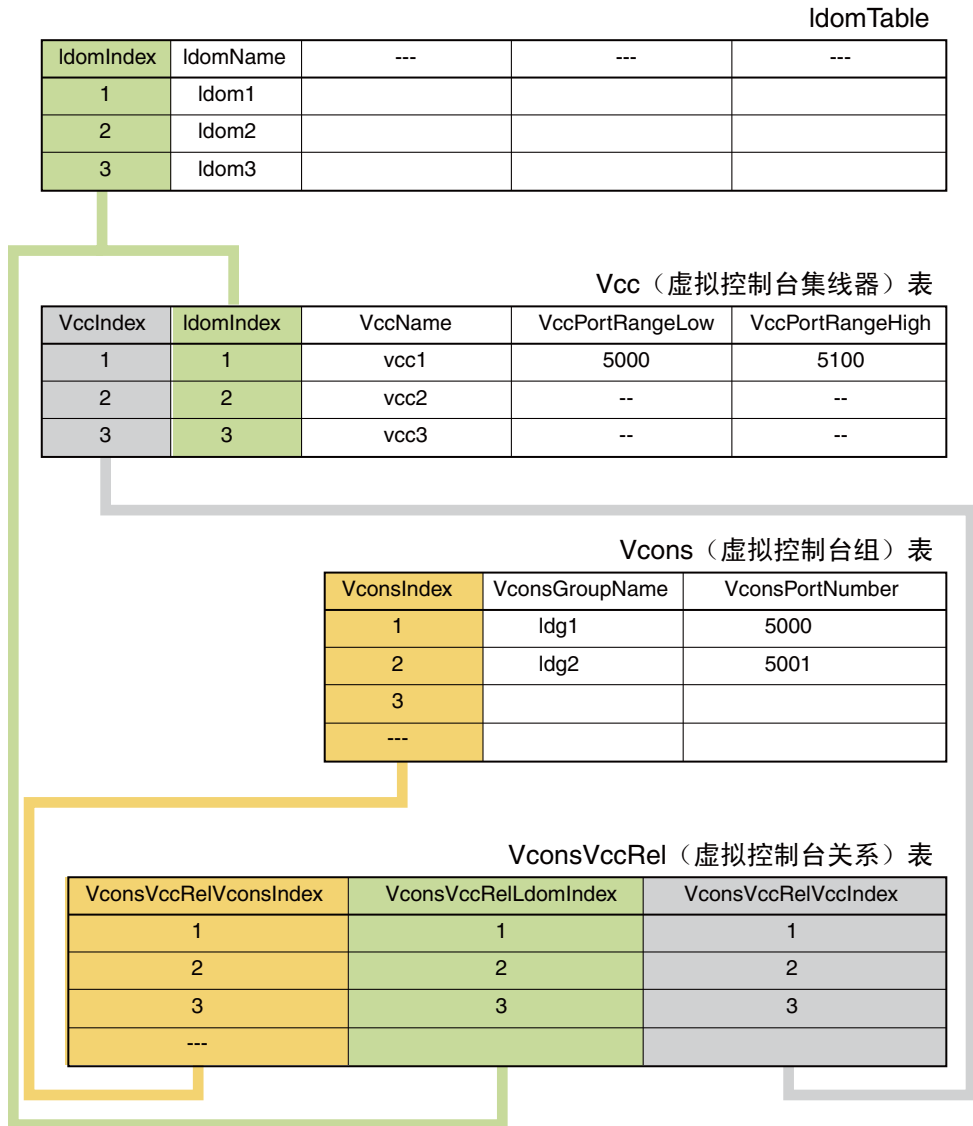 ldomTable
ldomIndex ldomName --- --- ---
1 ldom1
2 ldom2
3 ldom3
Vcc（虚拟控制台集线器）表
VccIndex ldomIndex VccName VccPortRangeLow VccPortRangeHigh
1 1 vcc1 5000 5100
2 2 vcc2 -- --
3 3 vcc3 -- --
Vcons（虚拟控制台组）表
VconsIndex VconsGroupName VconsPortNumber
1 ldg1 5000
2 ldg2 5001
3
---
VconsVccRel（虚拟控制台关系）表
VconsVccRelVconsIndex VconsVccRelLdomIndex VconsVccRelVccIndex
1 1 1
2 2 2
3 3 3
---